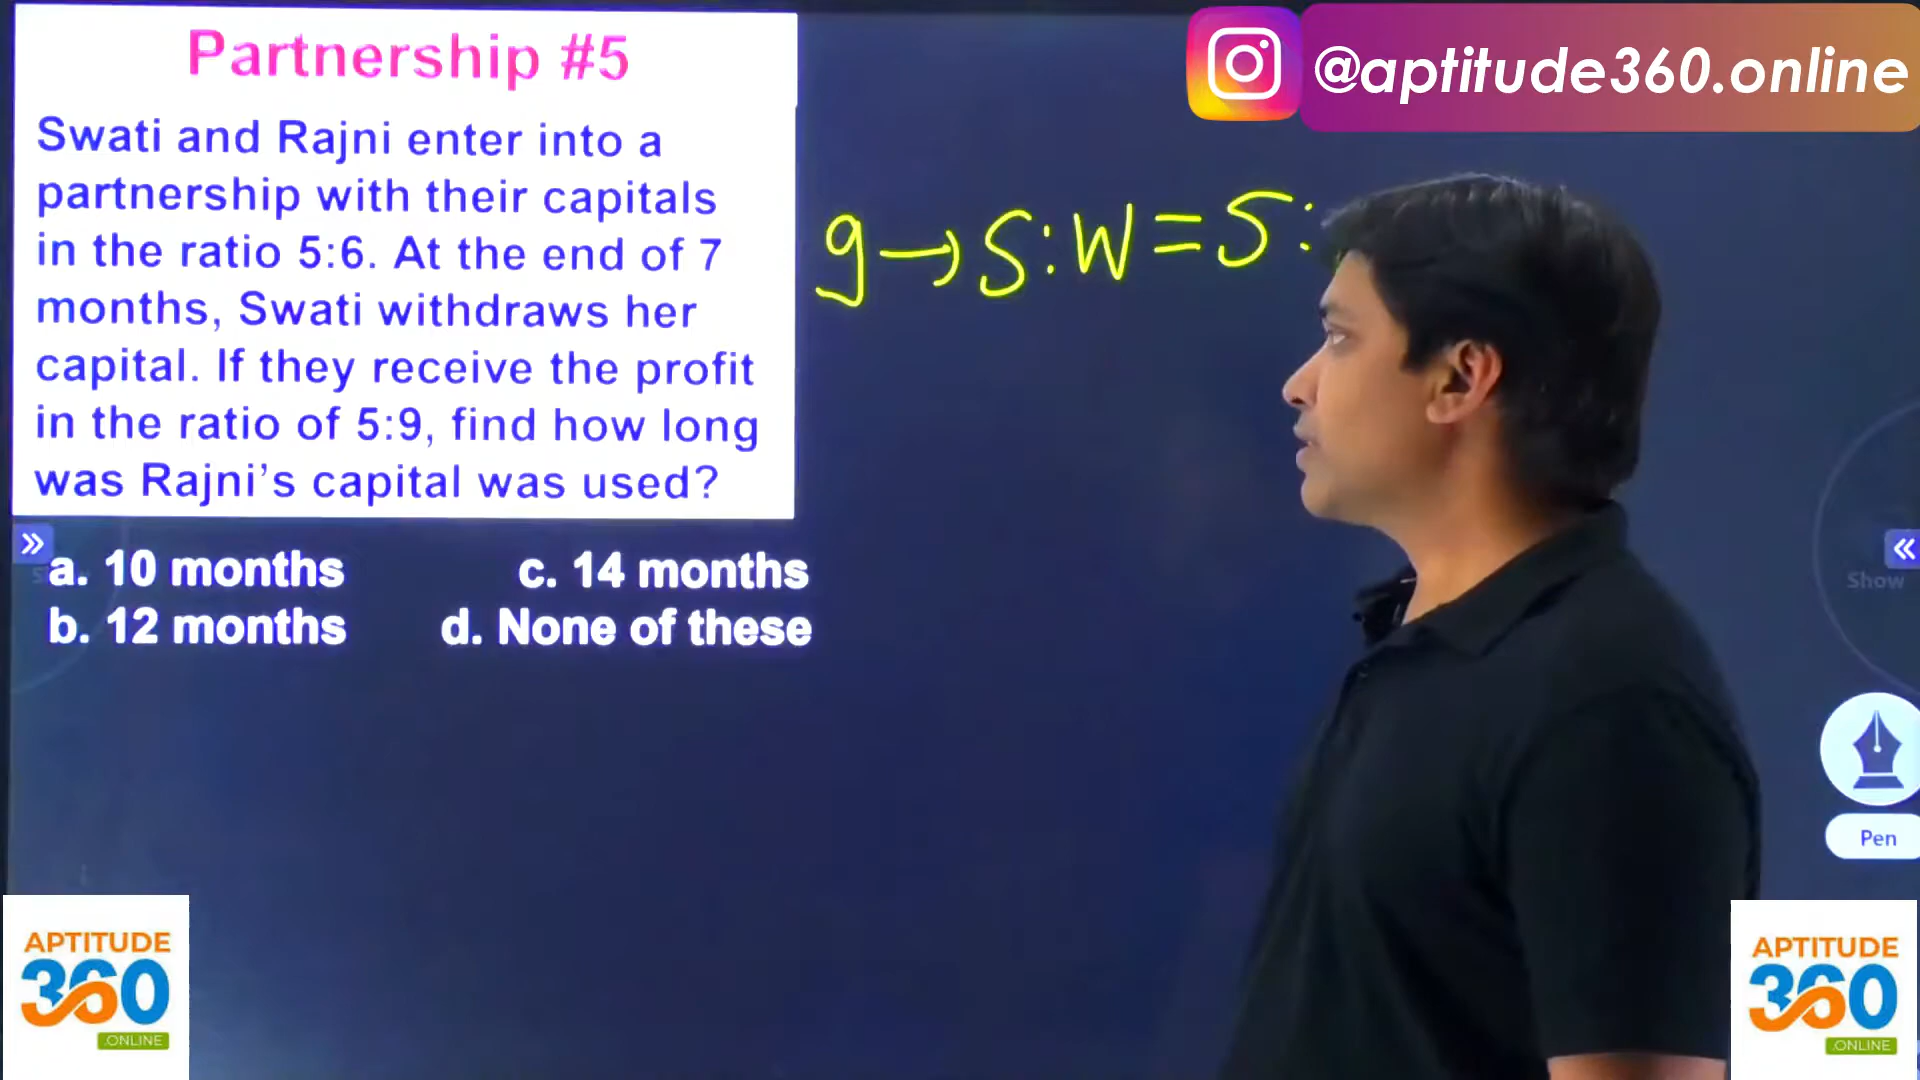 Partnership #5
@aptitude360.online
Swati and Rajni enter into a
partnership with their capitals
in the ratio 5:6. At the end of 7
months, Swati withdraws her
capital. If they receive the profit
in the ratio of 5:9, find how long
was Rajni's capital was used?
g → S : W = 5 :
a. 10 months
c. 14 months
b. 12 months
d. None of these
Show
Pen
APTITUDE
360
.ONLINE
APTITUDE
360
.ONLINE